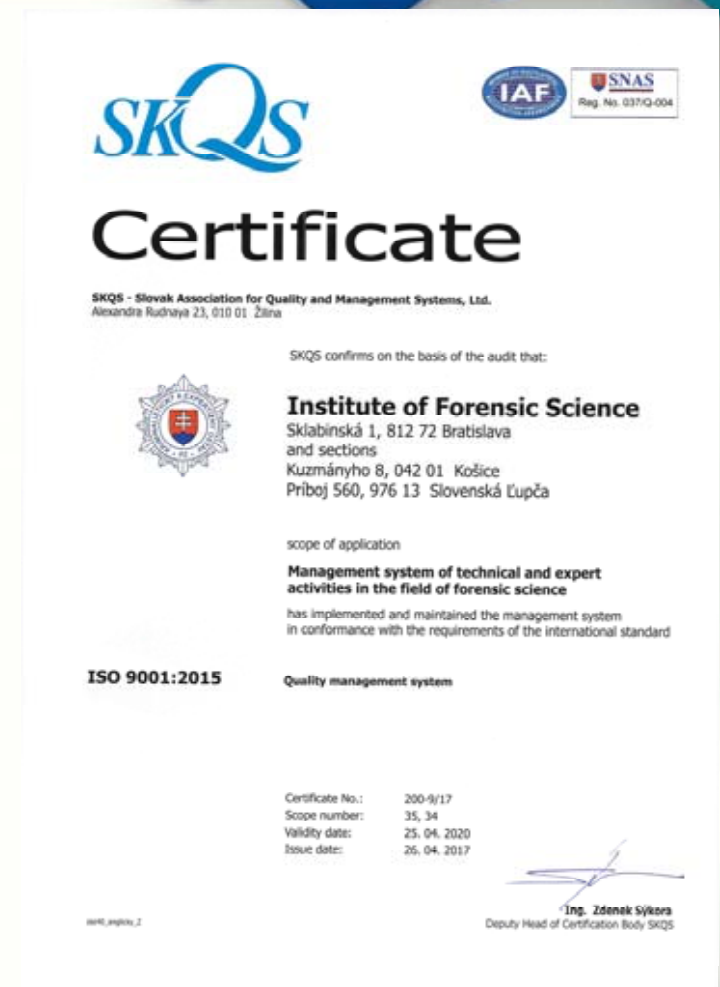 SKQS
IAF
SNAS
Reg. No. 037/Q-004
Certificate
SKQS - Slovak Association for Quality and Management Systems, Ltd.
Alexandra Rudnaya 23, 010 01 Žilina
SKQS confirms on the basis of the audit that:
Institute of Forensic Science
Sklabinská 1, 812 72 Bratislava
and sections
Kuzmányho 8, 042 01 Košice
Príboj 560, 976 13 Slovenská Ľupča
scope of application
Management system of technical and expert
activities in the field of forensic science
has implemented and maintained the management system
in conformance with the requirements of the international standard
ISO 9001:2015
Quality management system
Certificate No.: 200-9/17
Scope number: 35, 34
Validity date: 25. 04. 2020
Issue date: 26. 04. 2017
Ing. Zdenek Sýkora
Deputy Head of Certification Body SKQS